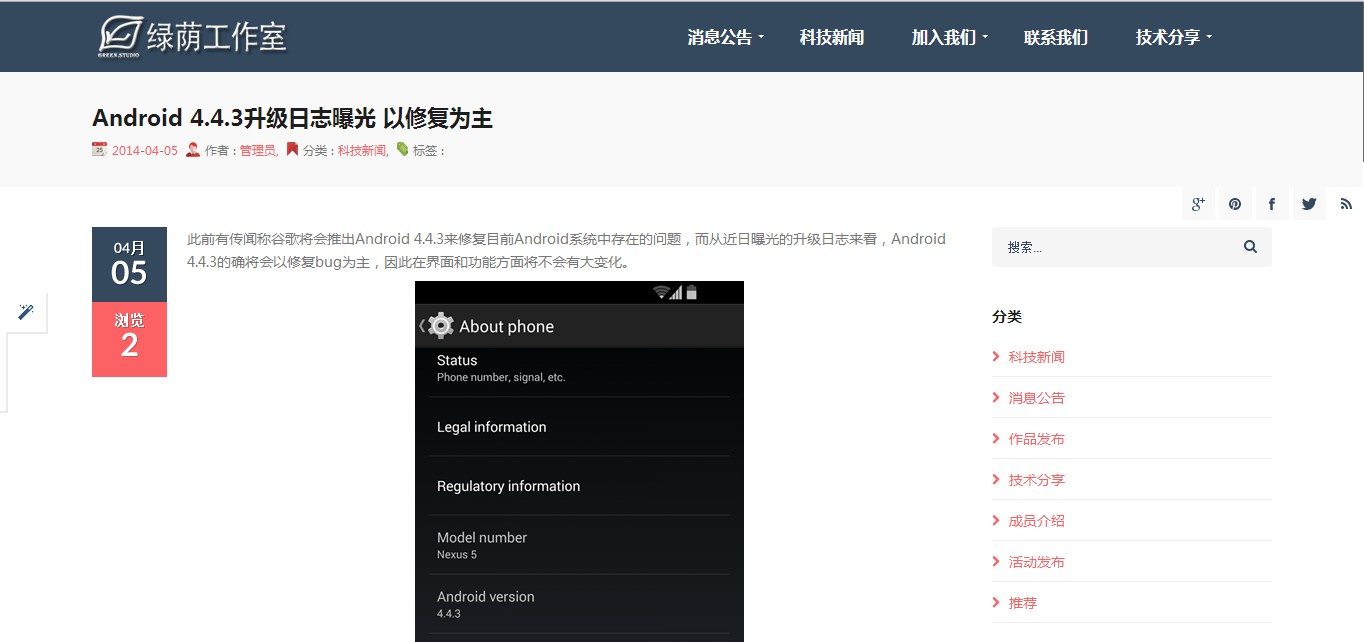 绿荫工作室
GREEN.STUDIO
消息公告 科技新闻 加入我们 联系我们 技术分享
Android 4.4.3升级日志曝光 以修复为主
2014-04-05 作者：管理员, 分类：科技新闻, 标签：
04月
05
浏览
2
此前有传闻称谷歌将会推出Android 4.4.3来修复目前Android系统中存在的问题，而从近日曝光的升级日志来看，Android
4.4.3的确将会以修复bug为主，因此在界面和功能方面将不会有大变化。
About phone
Status
Phone number, signal, etc.
Legal information
Regulatory information
Model number
Nexus 5
Android version
4.4.3
搜索...
分类
科技新闻
消息公告
作品发布
技术分享
成员介绍
活动发布
推荐